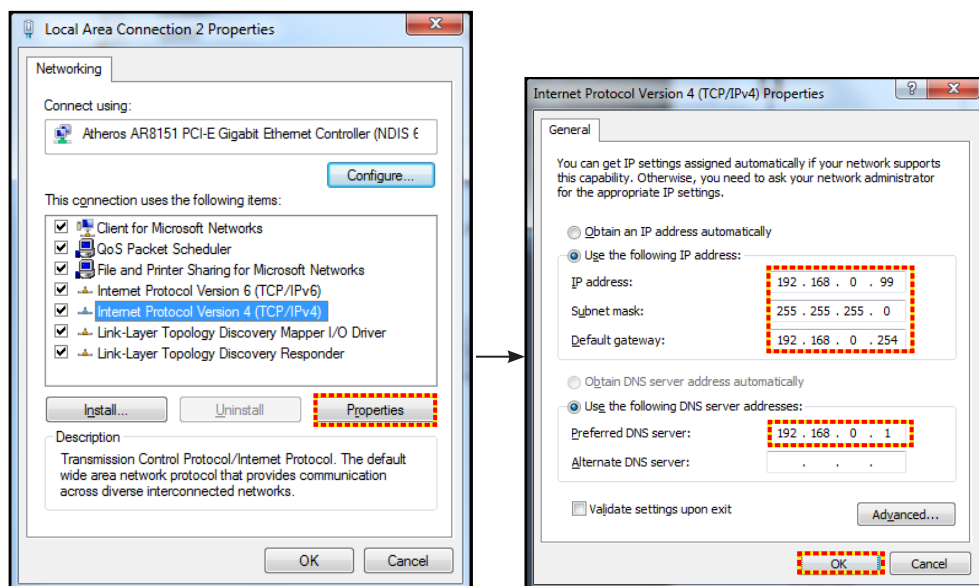 Local Area Connection 2 Properties
Networking
Connect using:
Atheros AR8151 PCI-E Gigabit Ethernet Controller (NDIS 6
Configure...
This connection uses the following items:
Client for Microsoft Networks
QoS Packet Scheduler
File and Printer Sharing for Microsoft Networks
Internet Protocol Version 6 (TCP/IPv6)
Internet Protocol Version 4 (TCP/IPv4)
Link-Layer Topology Discovery Mapper I/O Driver
Link-Layer Topology Discovery Responder
Install...
Uninstall
Properties
Description
Transmission Control Protocol/Internet Protocol. The default
wide area network protocol that provides communication
across diverse interconnected networks.
OK
Cancel
Internet Protocol Version 4 (TCP/IPv4) Properties
General
You can get IP settings assigned automatically if your network supports
this capability. Otherwise, you need to ask your network administrator
for the appropriate IP settings.
Obtain an IP address automatically
Use the following IP address:
IP address: 192 . 168 . 0 . 99
Subnet mask: 255 . 255 . 255 . 0
Default gateway: 192 . 168 . 0 . 254
Obtain DNS server address automatically
Use the following DNS server addresses:
Preferred DNS server: 192 . 168 . 0 . 1
Alternate DNS server: . . .
Validate settings upon exit
Advanced...
OK
Cancel